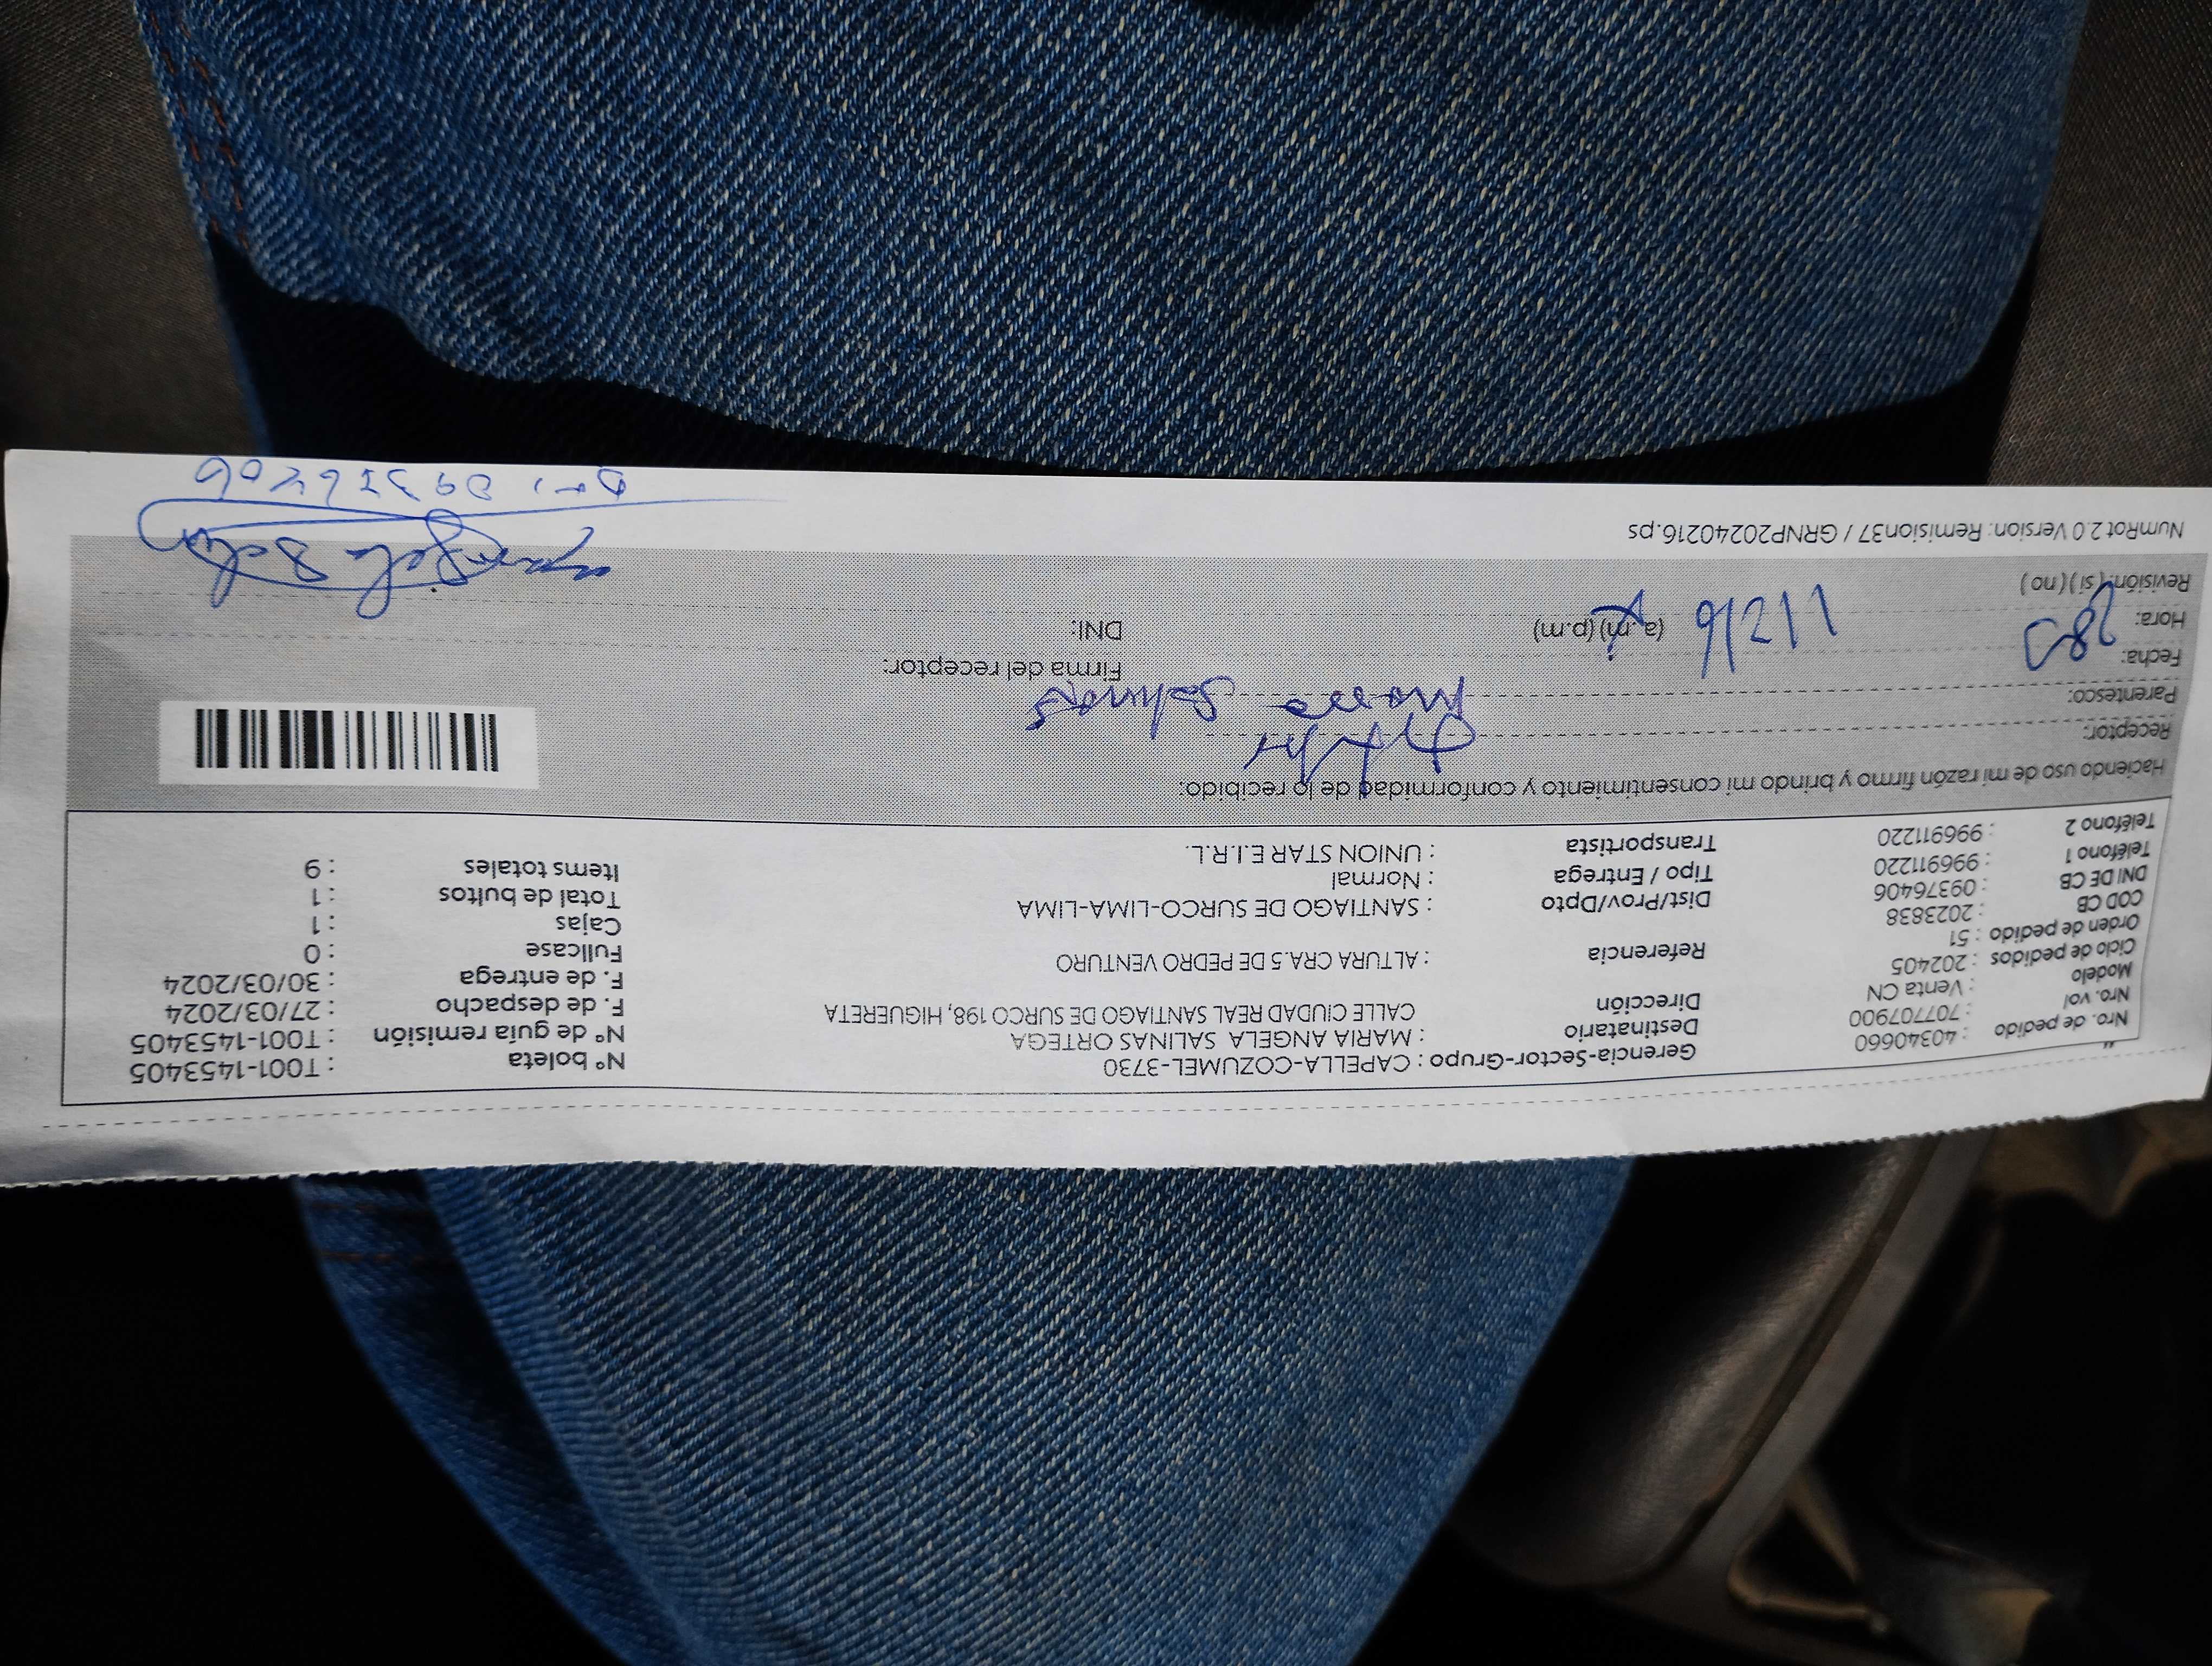 Nro. de pedido : 40340660
Nro. vol : 707707900
Modelo : Venta CN
Ciclo de pedidos : 202405
Orden de pedido : 51
COD CB : 2023838
DNI DE CB : 09376406
Teléfono 1 : 996911220
Teléfono 2 : 996911220
Gerencia-Sector-Grupo : CAPELLA-COZUMEL-3730
Destinatario : MARIA ANGELA SALINAS ORTEGA
Dirección CALLE CIUDAD REAL SANTIAGO DE SURCO 198, HIGUERETA
Referencia : ALTURA CRA.5 DE PEDRO VENTURO
Dist/Prov/Dpto : SANTIAGO DE SURCO-LIMA-LIMA
Tipo / Entrega : Normal
Transportista : UNION STAR E.I.R.L.
N° boleta : T001-1453405
N° de guía remisión : T001-1453405
F. de despacho : 27/03/2024
F. de entrega : 30/03/2024
Fullcase : 0
Cajas : 1
Total de bultos : 1
Items totales : 9
Haciendo uso de mi razón firmo y brindo mi consentimiento y conformidad de lo recibido:
Receptor:
Parentesco:
Salinas
Fecha:
Firma del receptor:
Hora: (a.m) (p.m)
DNI:
Revisión: ( si ) ( no )
NumRot 2.0 Version: Remision37 / GRNP20240216.ps
09376406